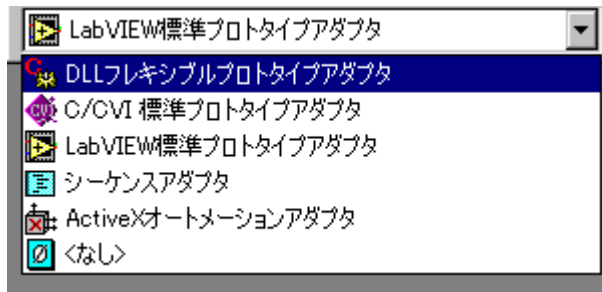 LabVIEW標準プロトタイプアダプタ
DLLフレキシブルプロトタイプアダプタ
C/CVI 標準プロトタイプアダプタ
LabVIEW標準プロトタイプアダプタ
シーケンスアダプタ
ActiveXオートメーションアダプタ
<なし>